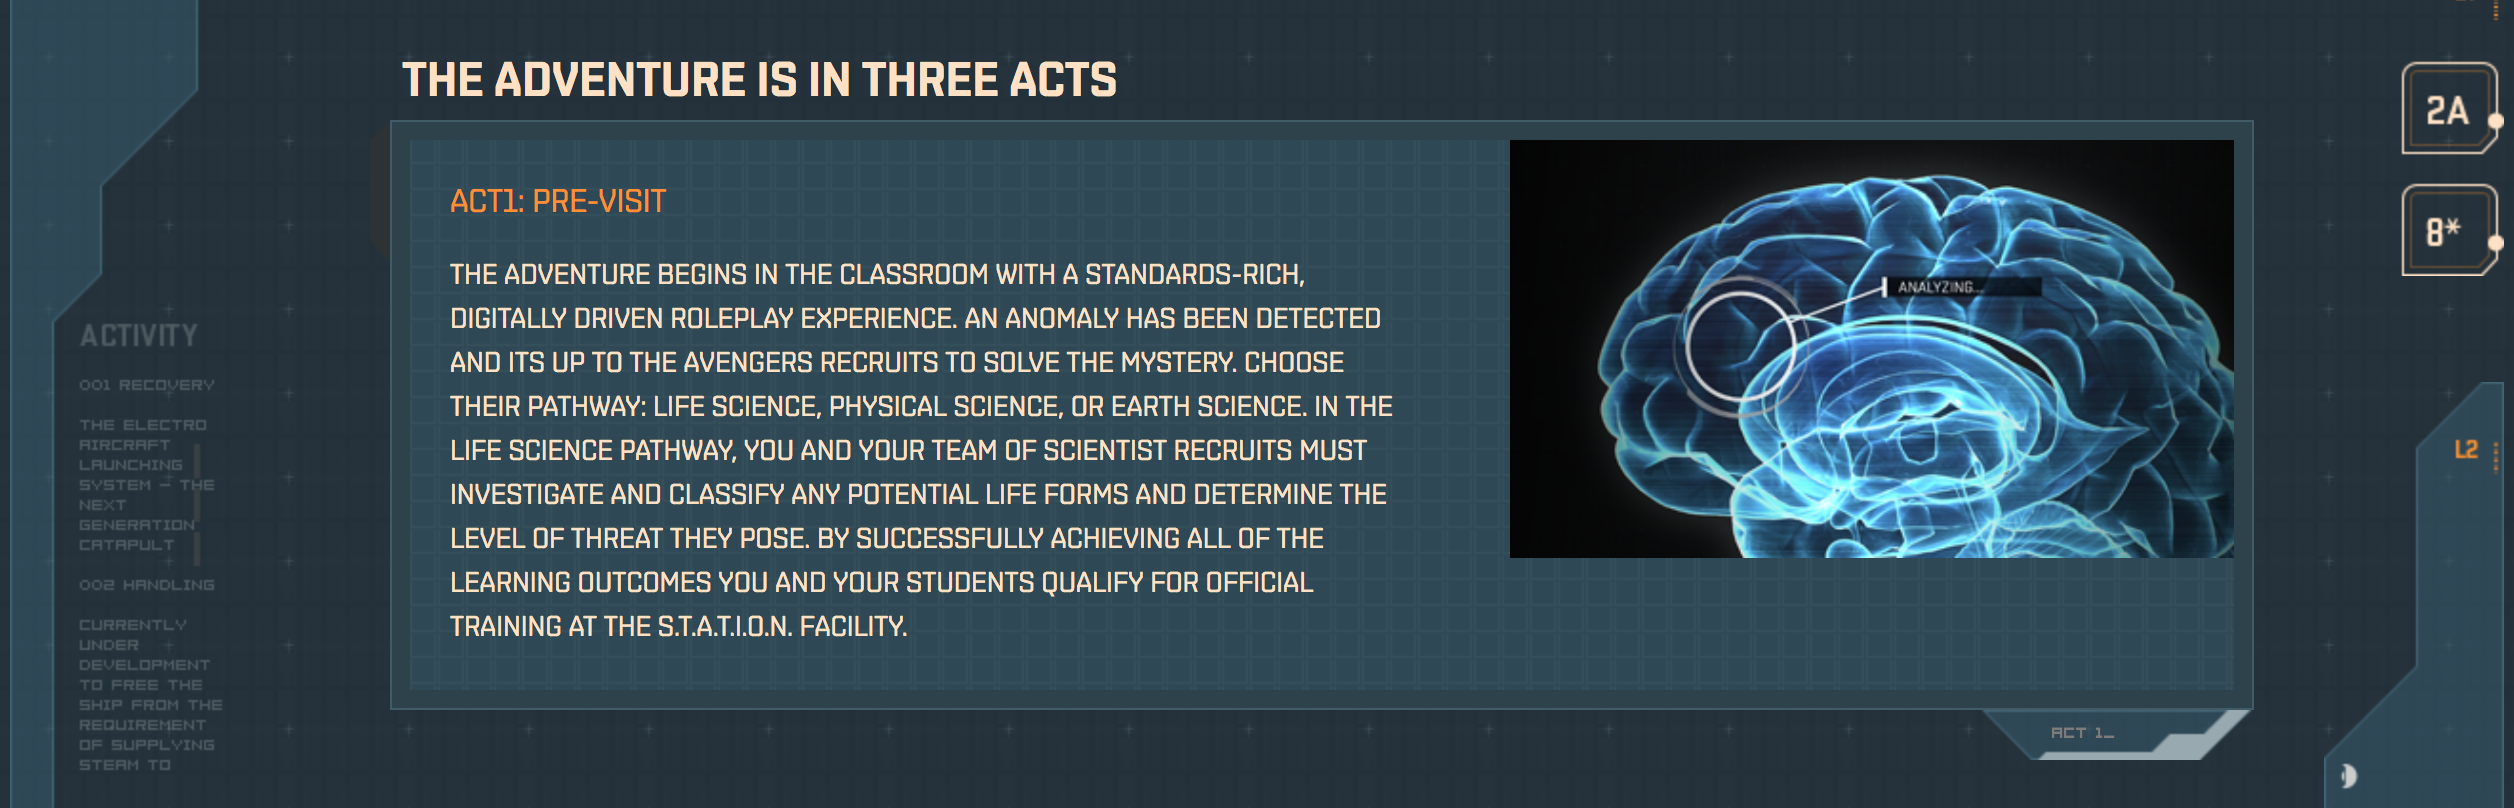 THE ADVENTURE IS IN THREE ACTS
ACT1: PRE-VISIT
THE ADVENTURE BEGINS IN THE CLASSROOM WITH A STANDARDS-RICH,
DIGITALLY DRIVEN ROLEPLAY EXPERIENCE. AN ANOMALY HAS BEEN DETECTED
AND ITS UP TO THE AVENGERS RECRUITS TO SOLVE THE MYSTERY. CHOOSE
THEIR PATHWAY: LIFE SCIENCE, PHYSICAL SCIENCE, OR EARTH SCIENCE. IN THE
LIFE SCIENCE PATHWAY, YOU AND YOUR TEAM OF SCIENTIST RECRUITS MUST
INVESTIGATE AND CLASSIFY ANY POTENTIAL LIFE FORMS AND DETERMINE THE
LEVEL OF THREAT THEY POSE. BY SUCCESSFULLY ACHIEVING ALL OF THE
LEARNING OUTCOMES YOU AND YOUR STUDENTS QUALIFY FOR OFFICIAL
TRAINING AT THE S.T.A.T.I.O.N. FACILITY.
ANALYZING...
ACT 1_
ACTIVITY
001 RECOVERY
THE ELECTRO
AIRCRAFT
LAUNCHING
SYSTEM - THE
NEXT
GENERATION
CATAPULT
002 HANDLING
CURRENTLY
UNDER
DEVELOPMENT
TO FREE THE
SHIP FROM THE
REQUIREMENT
OF SUPPLYING
STEAM TO
2A
8*
L2